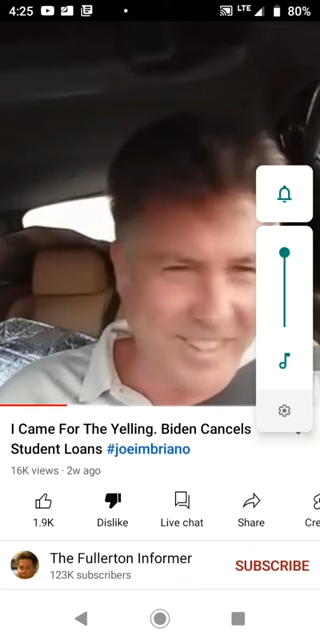 4:25
LTE
80%
I Came For The Yelling. Biden Cancels
Student Loans #joeimbriano
16K views · 2w ago
1.9K
Dislike
Live chat
Share
Cre
The Fullerton Informer
123K subscribers
SUBSCRIBE